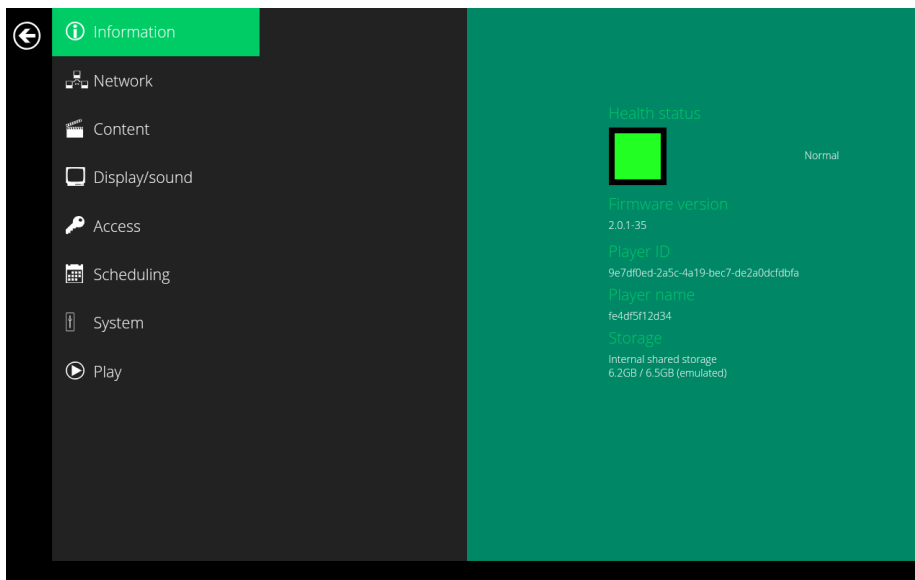 Information
Network
Content
Display/sound
Access
Scheduling
System
Play
Health status
Normal
Firmware version
2.0.1-35
Player ID
9e7df0ed-2a5c-4a19-bec7-de2a0dcfdbfa
Player name
fe4df5f12d34
Storage
Internal shared storage
6.2GB / 6.5GB (emulated)